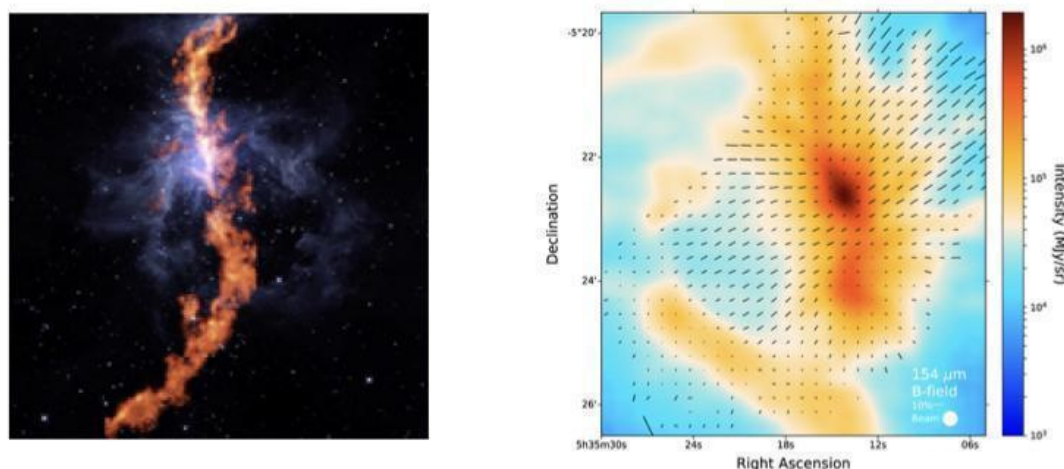 -5°20'
22'
24'
26'
Declination
5h35m30s
24s
18s
12s
06s
Right Ascension
154 μm
B-field
10%
Beam
10⁶
10⁵
10⁴
10³
Intensity (MJy/sr)